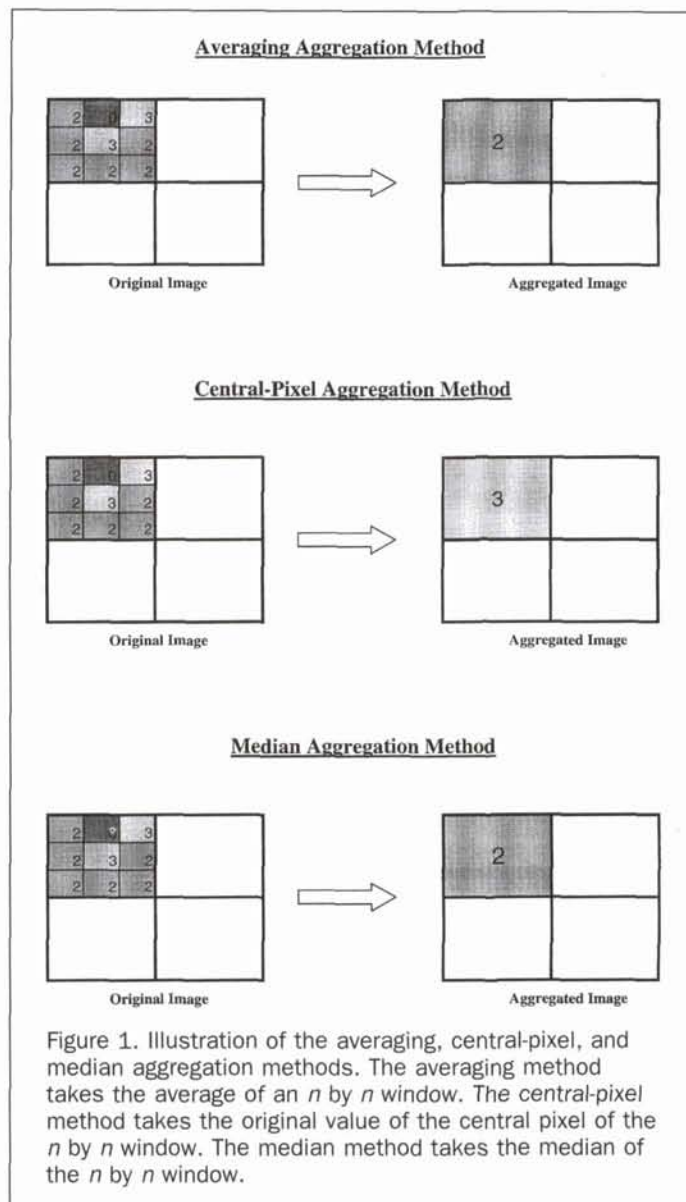 Averaging Aggregation Method
2 0 3
2 3 2
2 2 2
2
Original Image Aggregated Image
Central-Pixel Aggregation Method
2 0 3
2 3 2
2 2 2
3
Original Image Aggregated Image
Median Aggregation Method
2 0 3
2 3 2
2 2 2
2
Original Image Aggregated Image
Figure 1. Illustration of the averaging, central-pixel, and
median aggregation methods. The averaging method
takes the average of an n by n window. The central-pixel
method takes the original value of the central pixel of the
n by n window. The median method takes the median of
the n by n window.